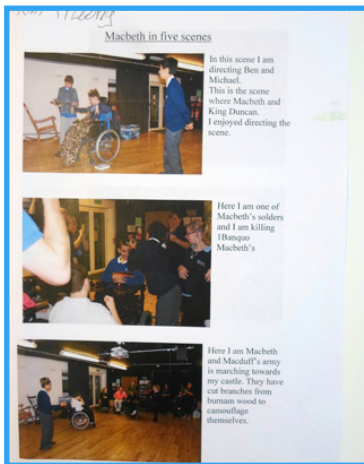 Macbeth in five scenes
In this scene I am
directing Ben and
Michael.
This is the scene
where Macbeth and
King Duncan.
I enjoyed directing the
scene.
Here I am one of
Macbeth's solders
and I am killing
1Banquo
Macbeth's
Here I am Macbeth
and Macduff's army
is marching towards
my castle. They have
cut branches from
burnam wood to
camouflage
themselves.